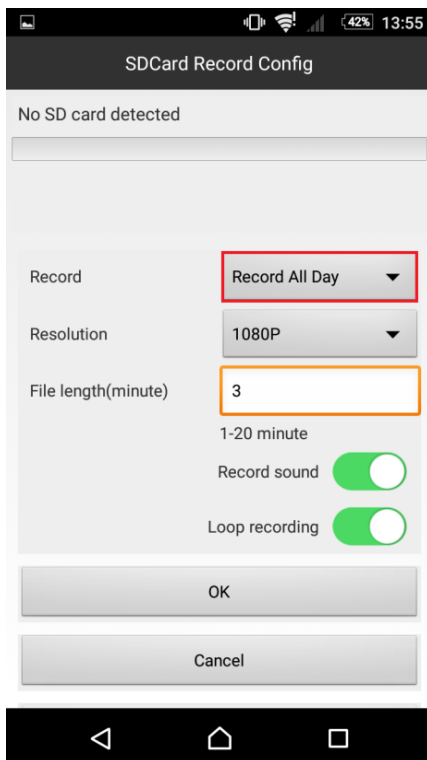 42% 13:55
SDCard Record Config
No SD card detected
Record Record All Day
Resolution 1080P
File length(minute) 3
1-20 minute
Record sound
Loop recording
OK
Cancel